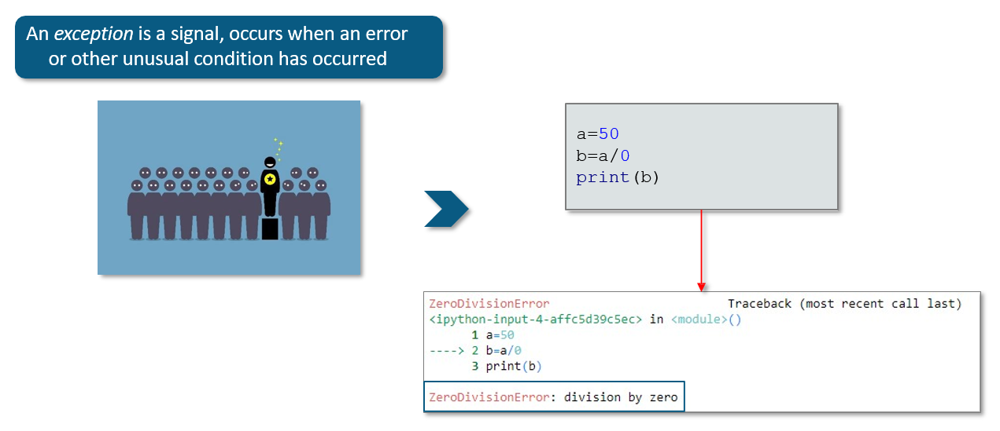 An exception is a signal, occurs when an error
or other unusual condition has occurred
a=50
b=a/0
print(b)
ZeroDivisionError Traceback (most recent call last)
<ipython-input-4-affc5d39c5ec> in <module>()
1 a=50
----> 2 b=a/0
3 print(b)
ZeroDivisionError: division by zero